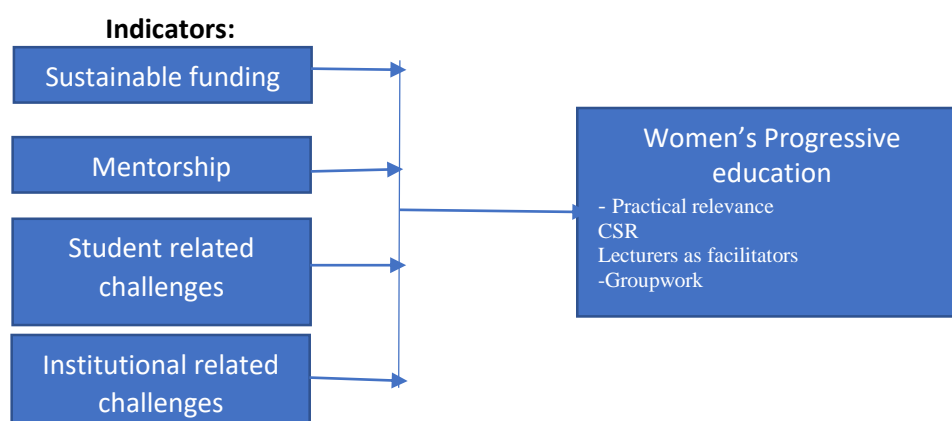 Indicators:
Sustainable funding
Mentorship
Student related
challenges
Institutional related
challenges
Women’s Progressive
education
- Practical relevance
CSR
Lecturers as facilitators
-Groupwork